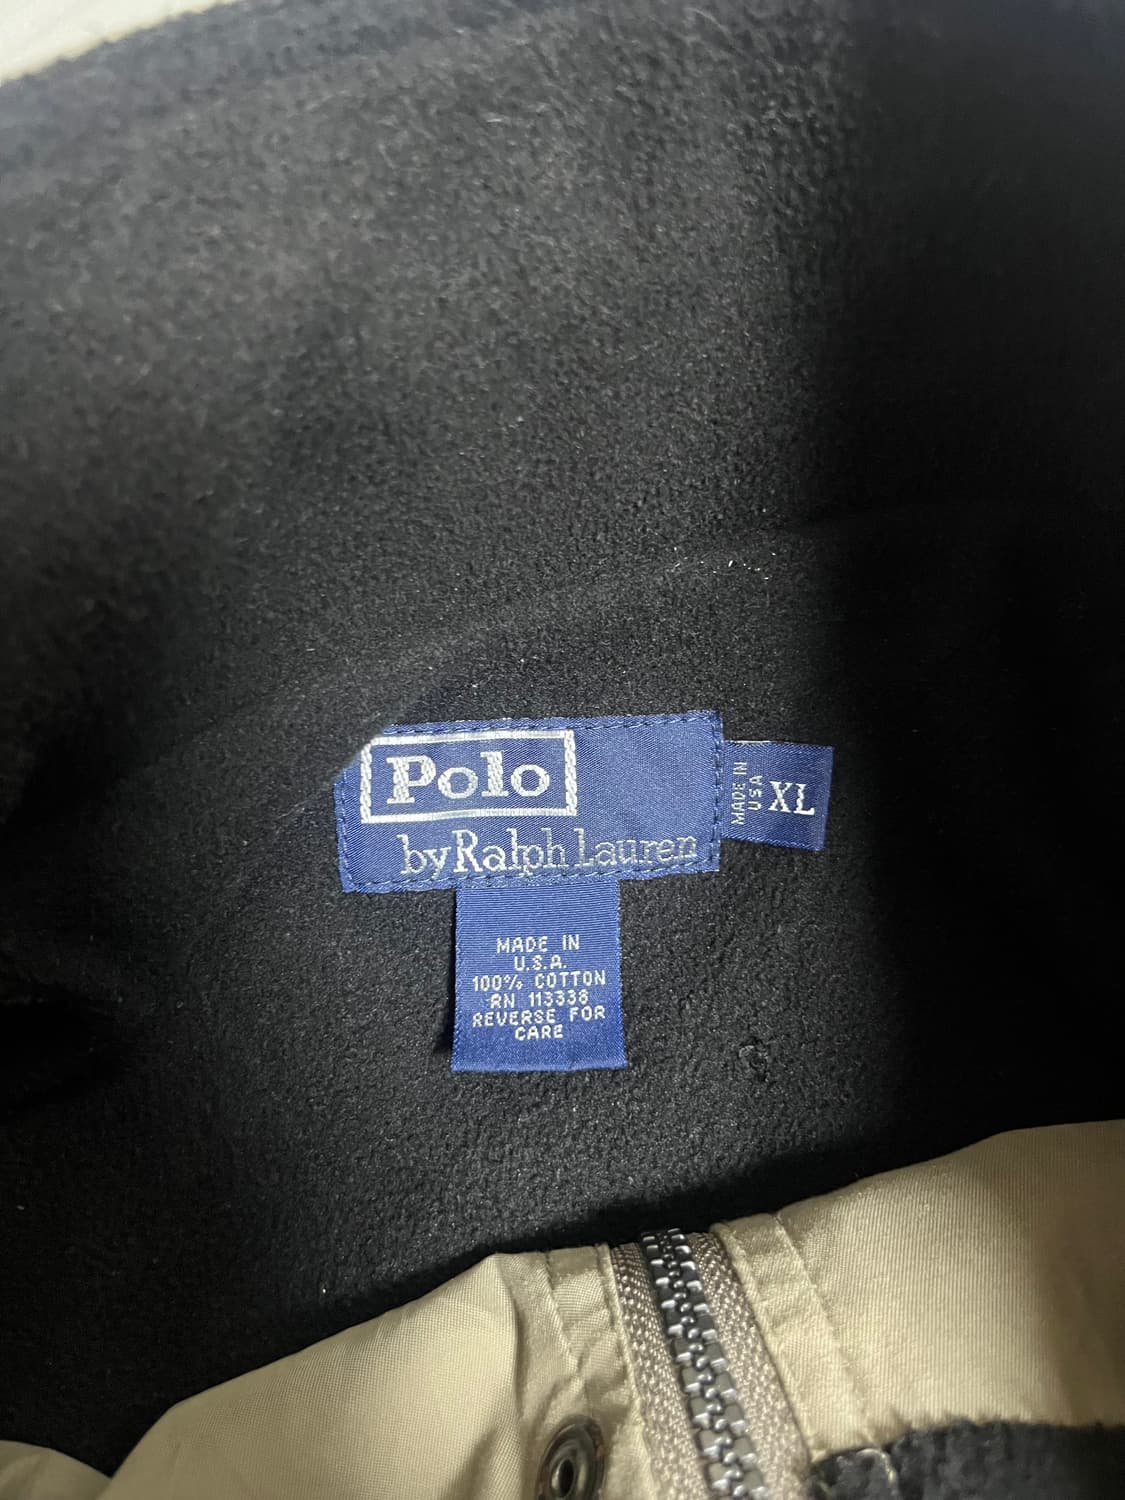 Polo
by Ralph Lauren
MADE IN
USA
XL
MADE IN
U.S.A.
100% COTTON
RN 113338
REVERSE FOR
CARE